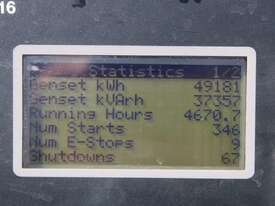 16
Statistics 1/2
Genset kWh 49181
Genset kVArh 37357
Running Hours 4670.7
Num Starts 346
Num E-Stops 9
Shutdowns 67